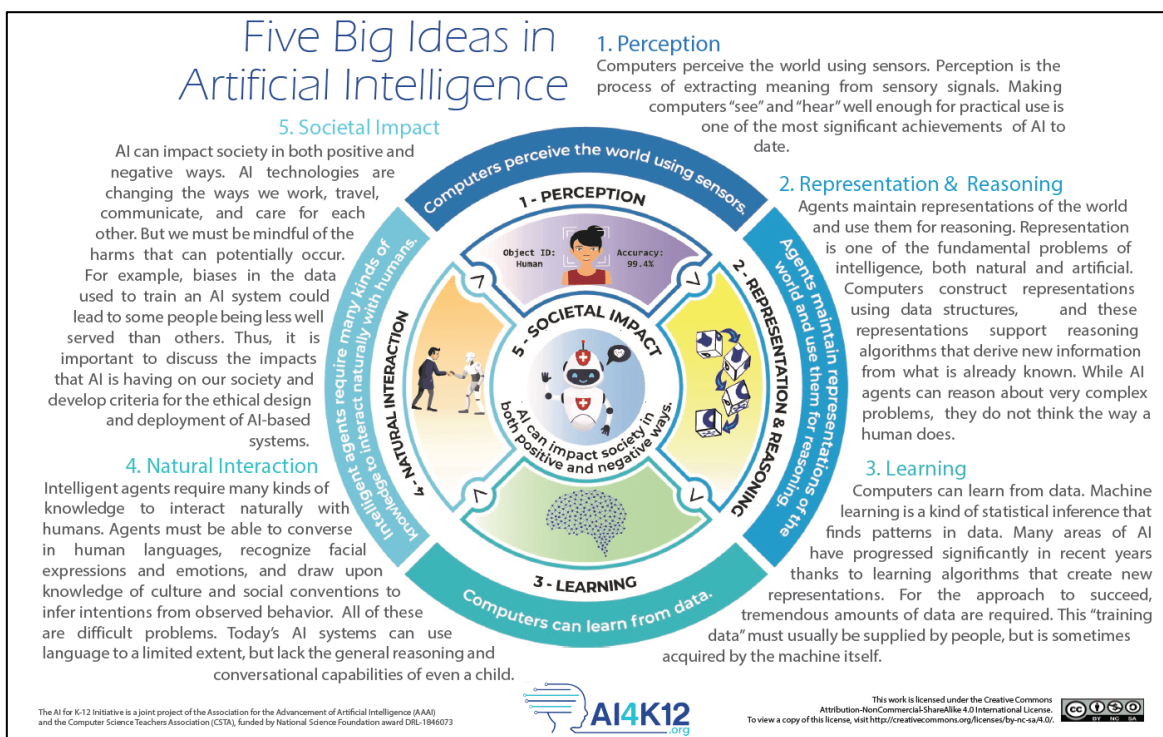 Five Big Ideas in
Artificial Intelligence
1. Perception
Computers perceive the world using sensors. Perception is the
process of extracting meaning from sensory signals. Making
computers “see” and “hear” well enough for practical use is
one of the most significant achievements of AI to
date.
2. Representation & Reasoning
Agents maintain representations of the world
and use them for reasoning. Representation
is one of the fundamental problems of
intelligence, both natural and artificial.
Computers construct representations
using data structures, and these
representations support reasoning
algorithms that derive new information
from what is already known. While AI
agents can reason about very complex
problems, they do not think the way a
human does.
3. Learning
Computers can learn from data. Machine
learning is a kind of statistical inference that
finds patterns in data. Many areas of AI
have progressed significantly in recent years
thanks to learning algorithms that create new
representations. For the approach to succeed,
tremendous amounts of data are required. This “training
data” must usually be supplied by people, but is sometimes
acquired by the machine itself.
4. Natural Interaction
Intelligent agents require many kinds of
knowledge to interact naturally with
humans. Agents must be able to converse
in human languages, recognize facial
expressions and emotions, and draw upon
knowledge of culture and social conventions to
infer intentions from observed behavior. All of these
are difficult problems. Today’s AI systems can use
language to a limited extent, but lack the general reasoning and
conversational capabilities of even a child.
5. Societal Impact
AI can impact society in both positive and
negative ways. AI technologies are
changing the ways we work, travel,
communicate, and care for each
other. But we must be mindful of the
harms that can potentially occur.
For example, biases in the data
used to train an AI system could
lead to some people being less well
served than others. Thus, it is
important to discuss the impacts
that AI is having on our society and
develop criteria for the ethical design
and deployment of AI-based
systems.
Computers perceive the world using sensors.
1 - PERCEPTION
Object ID:
Human
Accuracy:
99.4%
Agents maintain representations of the
world and use them for reasoning.
2 - REPRESENTATION & REASONING
3 - LEARNING
Computers can learn from data.
Intelligent agents require many kinds of
knowledge to interact naturally with humans.
4 - NATURAL INTERACTION
5 - SOCIETAL IMPACT
AI can impact society in
both positive and negative ways.
The AI for K-12 Initiative is a joint project of the Association for the Advancement of Artificial Intelligence (AAAI)
and the Computer Science Teachers Association (CSTA), funded by National Science Foundation award DRL-1846073
AI4K12
.org
This work is licensed under the Creative Commons
Attribution-NonCommercial-ShareAlike 4.0 International License.
To view a copy of this license, visit http://creativecommons.org/licenses/by-nc-sa/4.0/.
cc
BY NC SA